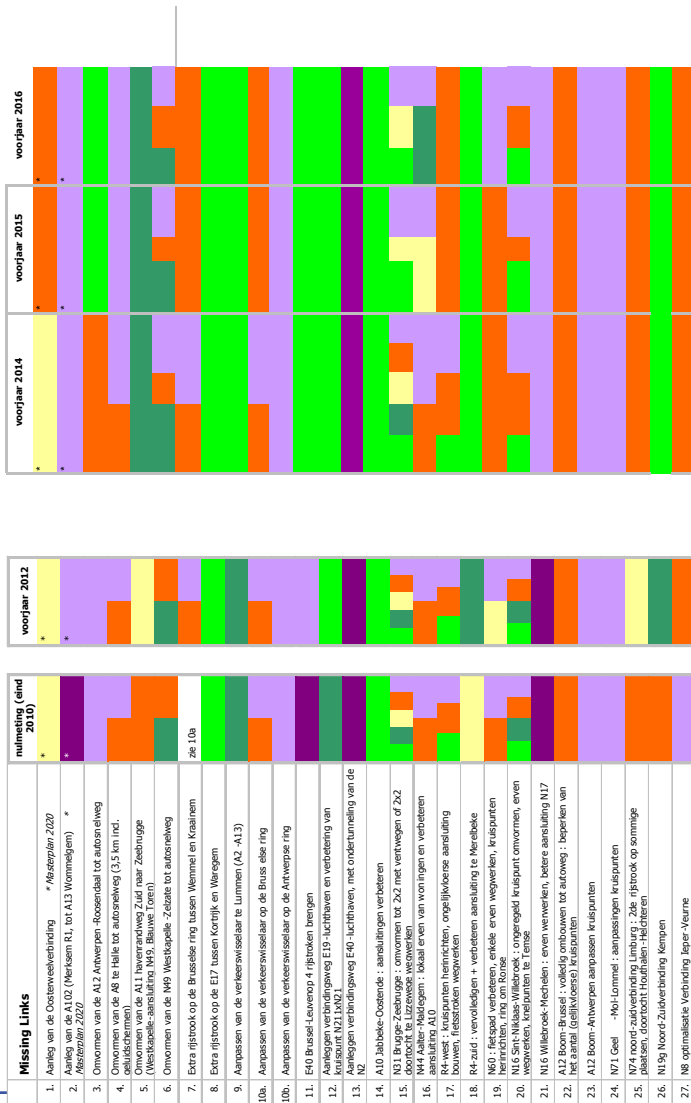 Missing Links
nulmeting (eind 2010)
voorjaar 2012
voorjaar 2014
voorjaar 2015
voorjaar 2016
1. Aanleg van de Oosterweelverbinding * Masterplan 2020
* * * * *
2. Aanleg van de A102 (Merksem R1, tot A13 Wommelgem) *
Masterplan 2020
* * * * *
3. Omvormen van de A12 Antwerpen -Roosendaal tot autosnelweg
4. Omvormen van de A8 te Halle tot autosnelweg (3,5 km incl.
geluidschermen)
5. Omvormen van de A11 havenrandweg Zuid naar Zeebrugge
(Westkapelle-aansluiting N49, Blauwe Toren)
6. Omvormen van de N49 Westkapelle -Zelzate tot autosnelweg
7. Extra rijstrook op de Brusselse ring tussen Wemmel en Kraainem
zie 10a
8. Extra rijstrook op de E17 tussen Kortrijk en Waregem
9. Aanpassen van de verkeerswisselaar te Lummen (A2 -A13)
10a. Aanpassen van de verkeerswisselaar op de Bruss else ring
10b. Aanpassen van de verkeerswisselaar op de Antwerpse ring
11. E40 Brussel-Leuvenop 4 rijstroken brengen
12. Aanleggen verbindingsweg E19 -luchthaven en verbetering van
kruispunt N211xN21
13. Aanleggen verbindingsweg E40 -luchthaven, met ondertunneling van de
N2
14. A10 Jabbeke-Oostende : aansluitingen verbeteren
15. N31 Brugge-Zeebrugge : omvormen tot 2x2 met vertwegen of 2x2
doortocht te Lizzewege wegwerken
16. N44 Aalter-Maldegem : lokaal erven van woningen en verbeteren
aansluiting A10
17. R4-west : kruispunten herinrichten, ongelijkvloerse aansluiting
bouwen, fietsstroken wegwerken
18. R4-zuid : vervolledigen + verbeteren aansluiting te Merelbeke
19. N60 : fietspad verbeteren, enkele erven wegwerken, kruispunten
herinrichten, ring om Ronse
20. N16 Sint-Niklaas-Willebroek : ongeregeld kruispunt omvormen, erven
wegwerken, knelpunten te Temse
21. N16 Willebroek-Mechelen : erven werwerken, betere aansluiting N17
22. A12 Boom-Brussel : volledig ombouwen tot autoweg : beperken van
het aantal (gelijkvloerse) kruispunten
23. A12 Boom-Antwerpen aanpassen kruispunten
24. N71 Geel -Mol-Lommel : aanpassingen kruispunten
25. N74 noord-zuidverbinding Limburg : 2de rijstrook op sommige
plaatsen, doortocht Houthalen-Helchteren
26. N19g Noord-Zuidverbinding Kempen
27. N8 optimalisatie Verbinding Ieper -Veurne